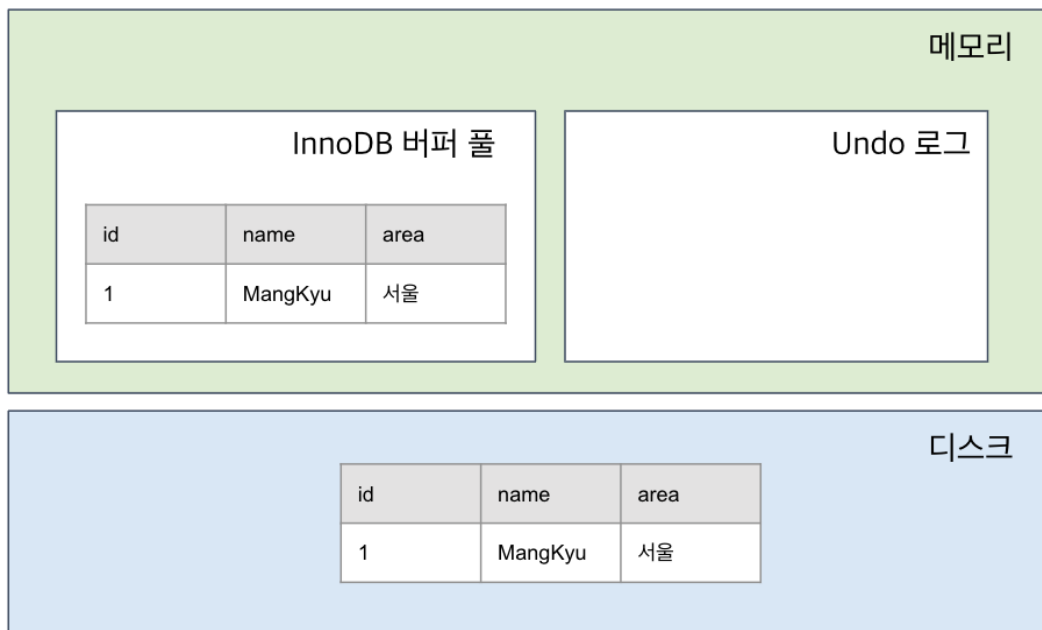 메모리
InnoDB 버퍼 풀
Undo 로그
id name area
1 MangKyu 서울
디스크
id name area
1 MangKyu 서울